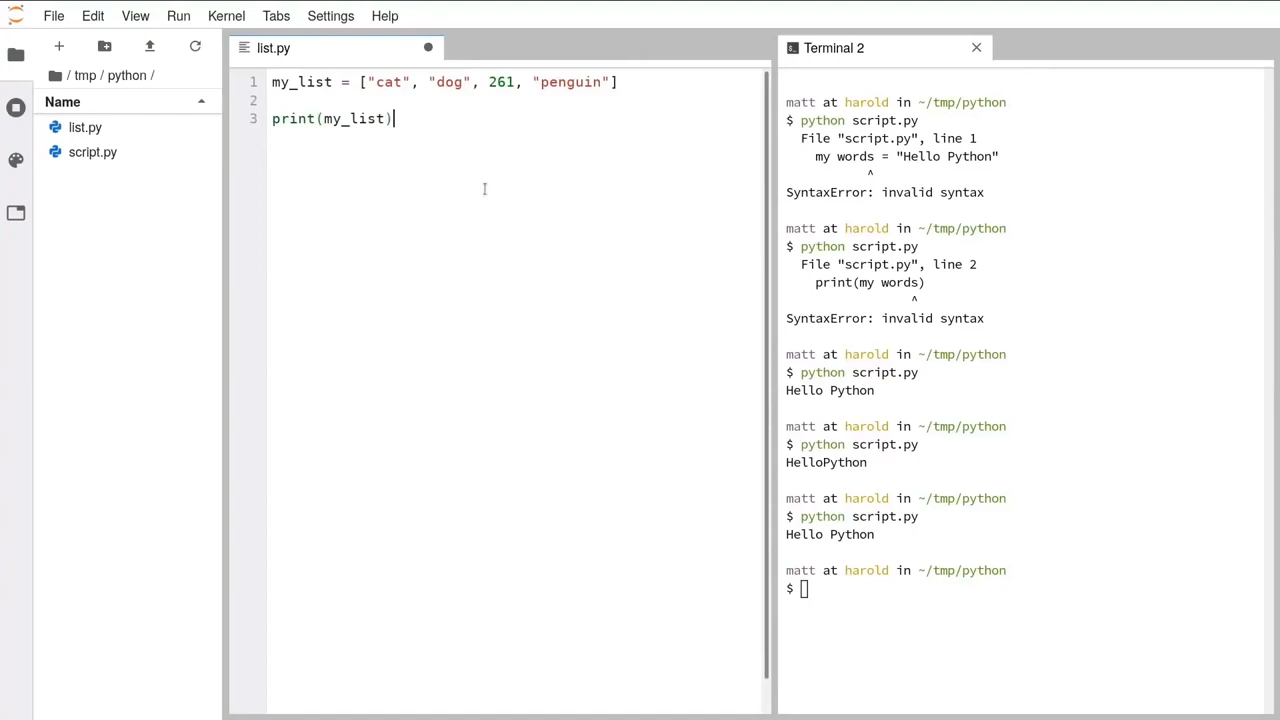 File Edit View Run Kernel Tabs Settings Help
/ tmp / python /
Name
list.py
script.py
list.py
1 my_list = ["cat", "dog", 261, "penguin"]
2
3 print(my_list)
Terminal 2
matt at harold in ~/tmp/python
$ python script.py
File "script.py", line 1
my words = "Hello Python"
^
SyntaxError: invalid syntax
matt at harold in ~/tmp/python
$ python script.py
File "script.py", line 2
print(my words)
^
SyntaxError: invalid syntax
matt at harold in ~/tmp/python
$ python script.py
Hello Python
matt at harold in ~/tmp/python
$ python script.py
HelloPython
matt at harold in ~/tmp/python
$ python script.py
Hello Python
matt at harold in ~/tmp/python
$